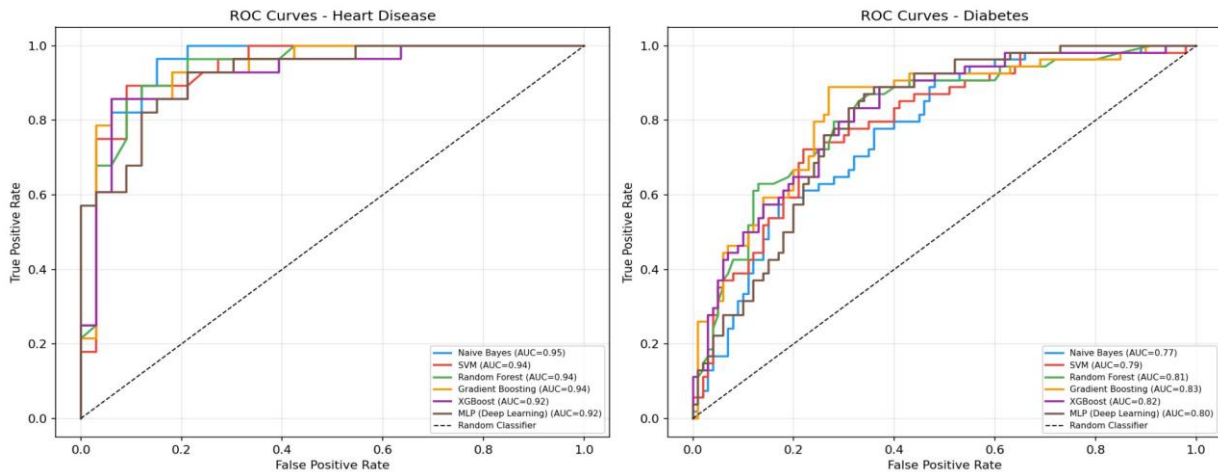 ROC Curves - Heart Disease
True Positive Rate
1.0
0.8
0.6
0.4
0.2
0.0
Naive Bayes (AUC=0.95)
SVM (AUC=0.94)
Random Forest (AUC=0.94)
Gradient Boosting (AUC=0.94)
XGBoost (AUC=0.92)
MLP (Deep Learning) (AUC=0.92)
Random Classifier
0.0 0.2 0.4 0.6 0.8 1.0
False Positive Rate
ROC Curves - Diabetes
True Positive Rate
1.0
0.8
0.6
0.4
0.2
0.0
Naive Bayes (AUC=0.77)
SVM (AUC=0.79)
Random Forest (AUC=0.81)
Gradient Boosting (AUC=0.83)
XGBoost (AUC=0.82)
MLP (Deep Learning) (AUC=0.80)
Random Classifier
0.0 0.2 0.4 0.6 0.8 1.0
False Positive Rate